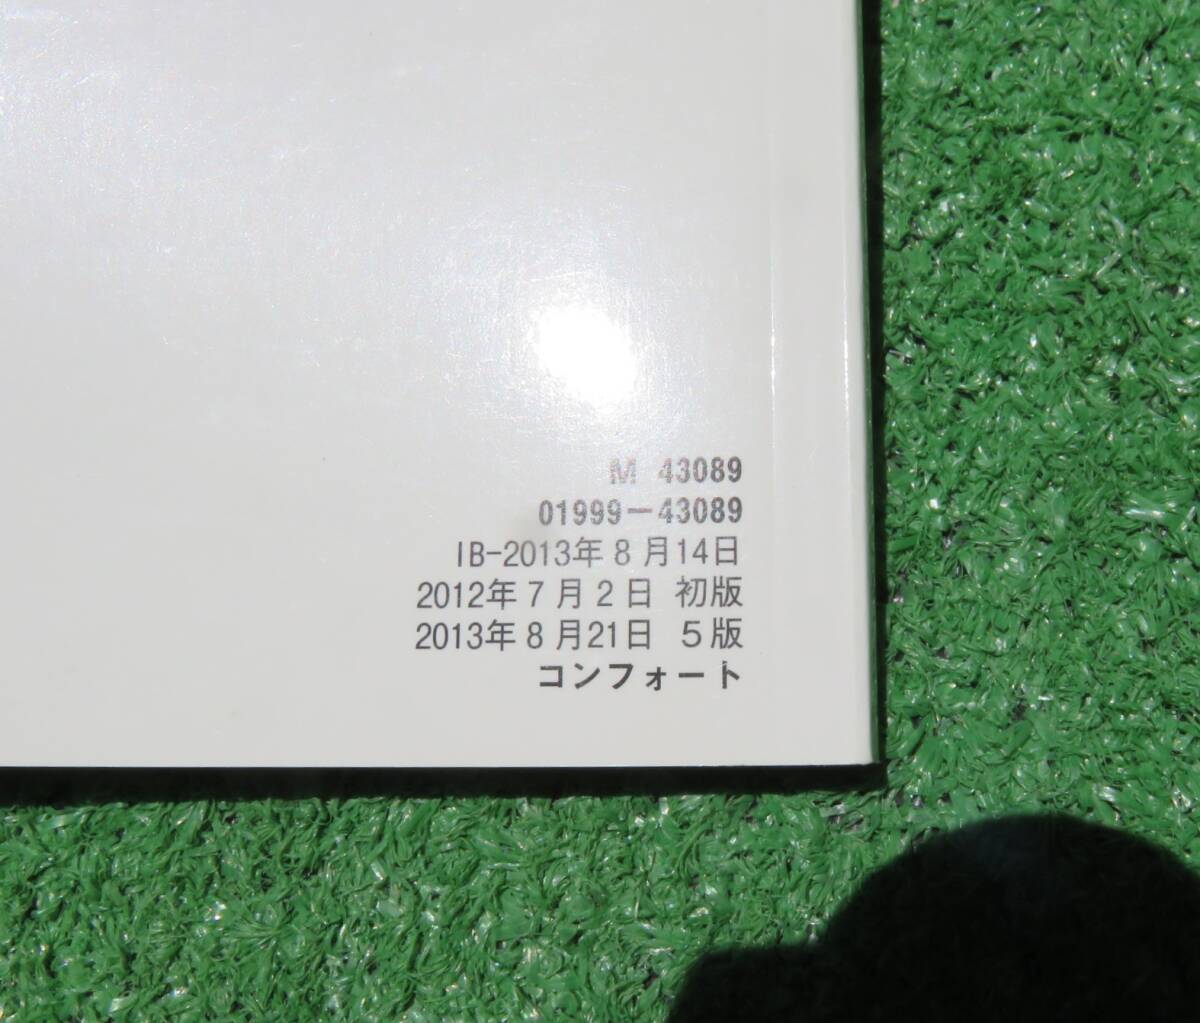 M 43089
01999-43089
IB-2013年8月14日
2012年7月2日 初版
2013年8月21日 5版
コンフォート